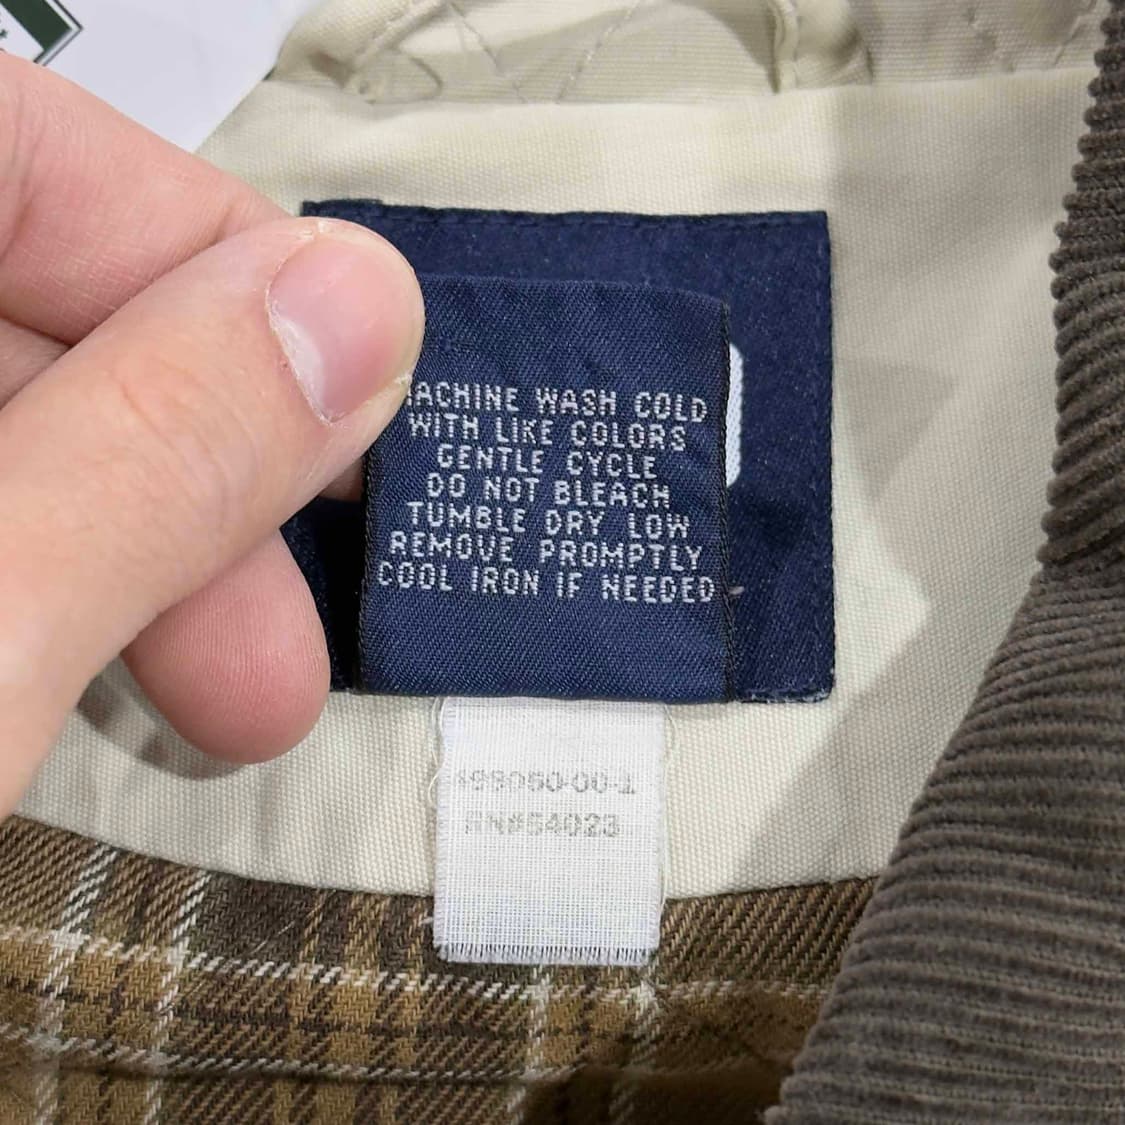 MACHINE WASH COLD
WITH LIKE COLORS
GENTLE CYCLE
DO NOT BLEACH
TUMBLE DRY LOW
REMOVE PROMPTLY
COOL IRON IF NEEDED
RN#54023